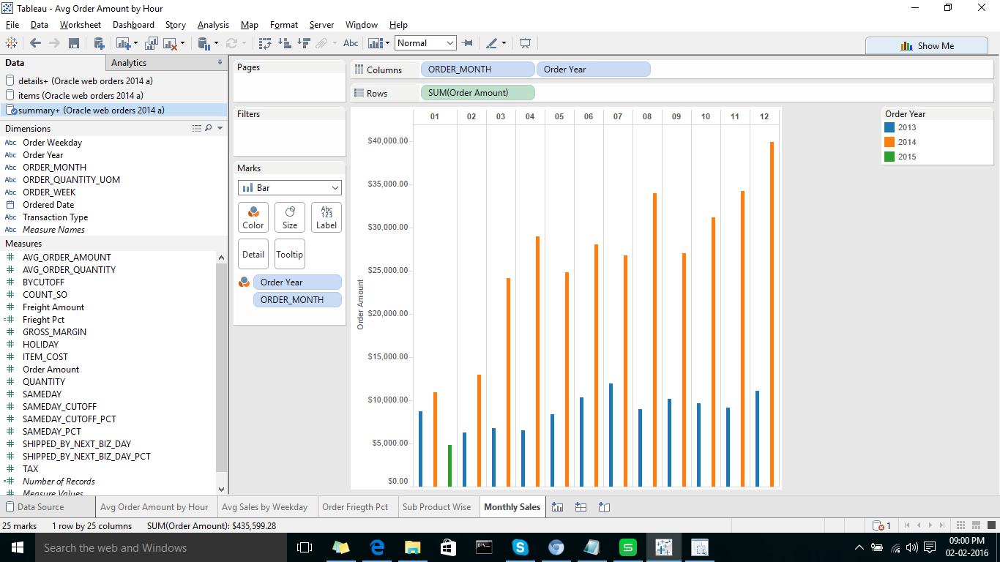 Tableau - Avg Order Amount by Hour
File Data Worksheet Dashboard Story Analysis Map Format Server Window Help
Abc Normal Show Me
Data Analytics
details+ (Oracle web orders 2014 a)
items (Oracle web orders 2014 a)
summary+ (Oracle web orders 2014 a)
Dimensions
Abc Order Weekday
Abc Order Year
Abc ORDER_MONTH
Abc ORDER_QUANTITY_UOM
Abc ORDER_WEEK
Ordered Date
Abc Transaction Type
Abc Measure Names
Measures
AVG_ORDER_AMOUNT
AVG_ORDER_QUANTITY
BYCUTOFF
COUNT_SO
Freight Amount
Frieght Pct
GROSS_MARGIN
HOLIDAY
ITEM_COST
Order Amount
QUANTITY
SAMEDAY
SAMEDAY_CUTOFF
SAMEDAY_CUTOFF_PCT
SAMEDAY_PCT
SHIPPED_BY_NEXT_BIZ_DAY
SHIPPED_BY_NEXT_BIZ_DAY_PCT
TAX
Number of Records
Measure Values
Pages
Filters
Marks
Bar
Color Size Abc 123 Label
Detail Tooltip
Order Year
ORDER_MONTH
Columns ORDER_MONTH Order Year
Rows SUM(Order Amount)
01 02 03 04 05 06 07 08 09 10 11 12
$40,000.00
$35,000.00
$30,000.00
$25,000.00
$20,000.00
$15,000.00
$10,000.00
$5,000.00
$0.00
Order Amount
Order Year
2013
2014
2015
Data Source Avg Order Amount by Hour Avg Sales by Weekday Order Friegth Pct Sub Product Wise Monthly Sales
25 marks 1 row by 25 columns SUM(Order Amount): $435,599.28 1
Search the web and Windows
09:00 PM
02-02-2016